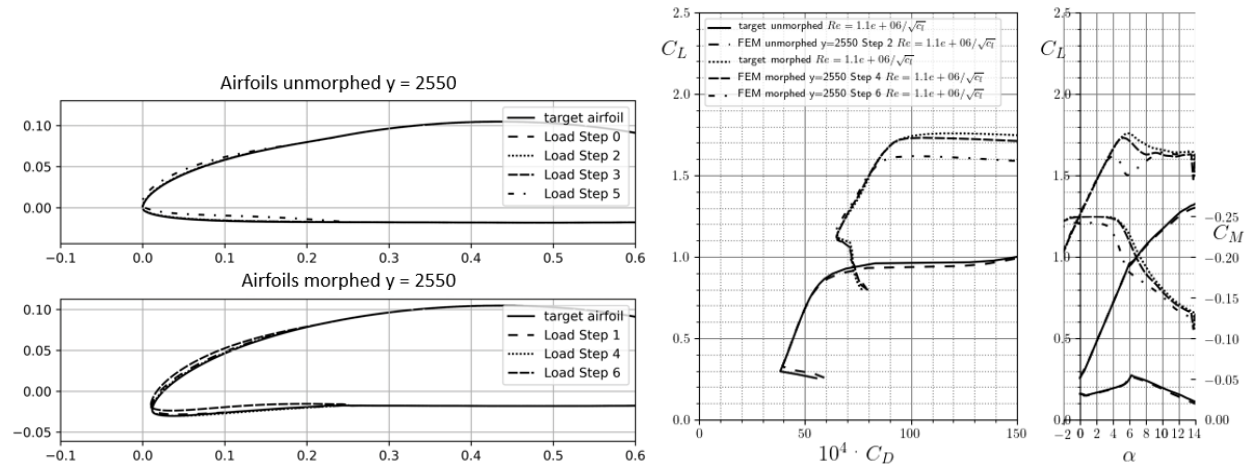 Airfoils unmorphed y = 2550
0.10
0.05
0.00
target airfoil
Load Step 0
Load Step 2
Load Step 3
Load Step 5
−0.1
0.0
0.1
0.2
0.3
0.4
0.5
0.6
Airfoils morphed y = 2550
0.10
0.05
0.00
−0.05
target airfoil
Load Step 1
Load Step 4
Load Step 6
−0.1
0.0
0.1
0.2
0.3
0.4
0.5
0.6
2.5
C_L
2.0
1.5
1.0
0.5
0.0
target unmorphed Re = 1.1e + 06/√c_l
FEM unmorphed y=2550 Step 2 Re = 1.1e + 06/√c_l
target morphed Re = 1.1e + 06/√c_l
FEM morphed y=2550 Step 4 Re = 1.1e + 06/√c_l
FEM morphed y=2550 Step 6 Re = 1.1e + 06/√c_l
0
50
100
150
10⁴ · C_D
2.5
C_L
2.0
1.5
1.0
0.5
0.0
−0.25
C_M
−0.20
−0.15
−0.10
−0.05
0.00
−2
0
2
4
6
8
10
12
14
α